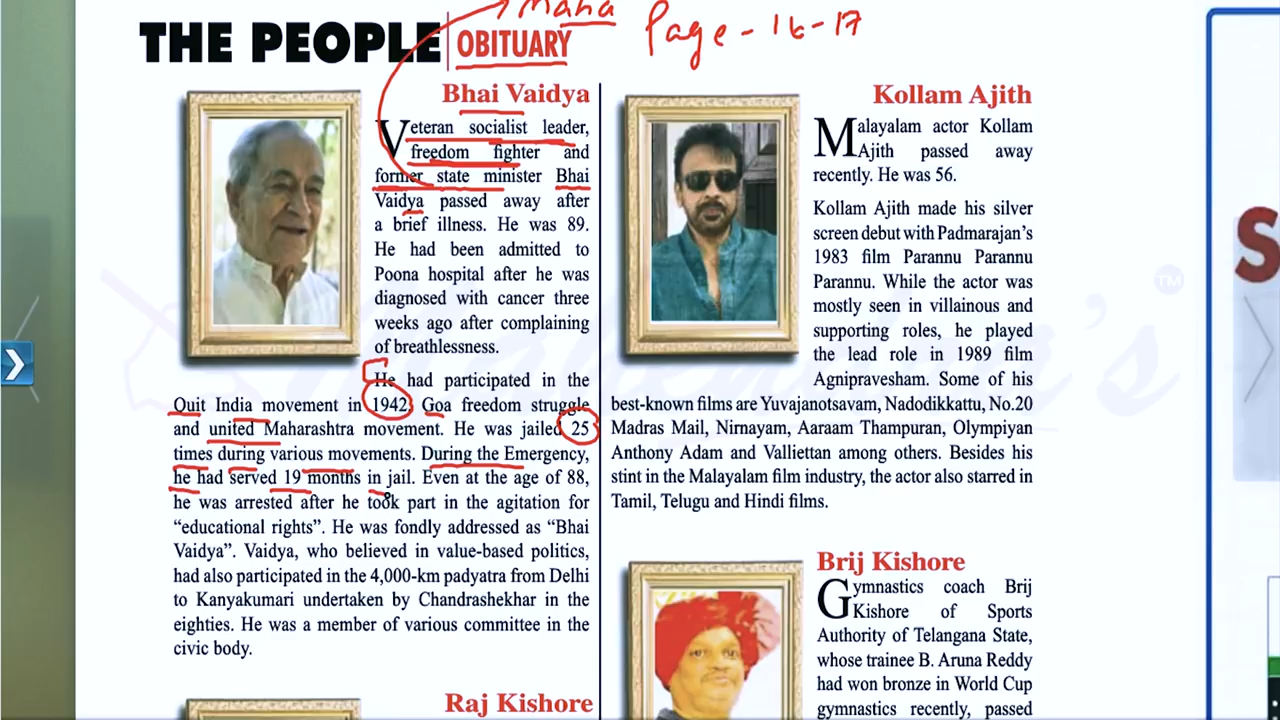 Maha
Page - 16-17
THE PEOPLE OBITUARY
Bhai Vaidya
Veteran socialist leader,
freedom fighter and
former state minister Bhai
Vaidya passed away after
a brief illness. He was 89.
He had been admitted to
Poona hospital after he was
diagnosed with cancer three
weeks ago after complaining
of breathlessness.
He had participated in the
Quit India movement in 1942, Goa freedom struggle
and united Maharashtra movement. He was jailed 25
times during various movements. During the Emergency,
he had served 19 months in jail. Even at the age of 88,
he was arrested after he took part in the agitation for
“educational rights”. He was fondly addressed as “Bhai
Vaidya”. Vaidya, who believed in value-based politics,
had also participated in the 4,000-km padyatra from Delhi
to Kanyakumari undertaken by Chandrashekhar in the
eighties. He was a member of various committee in the
civic body.
Raj Kishore
Kollam Ajith
Malayalam actor Kollam
Ajith passed away
recently. He was 56.
Kollam Ajith made his silver
screen debut with Padmarajan’s
1983 film Parannu Parannu
Parannu. While the actor was
mostly seen in villainous and
supporting roles, he played
the lead role in 1989 film
Agnipravesham. Some of his
best-known films are Yuvajanotsavam, Nadodikkattu, No.20
Madras Mail, Nirnayam, Aaraam Thampuran, Olympiyan
Anthony Adam and Valliettan among others. Besides his
stint in the Malayalam film industry, the actor also starred in
Tamil, Telugu and Hindi films.
Brij Kishore
Gymnastics coach Brij
Kishore of Sports
Authority of Telangana State,
whose trainee B. Aruna Reddy
had won bronze in World Cup
gymnastics recently, passed
S
TM